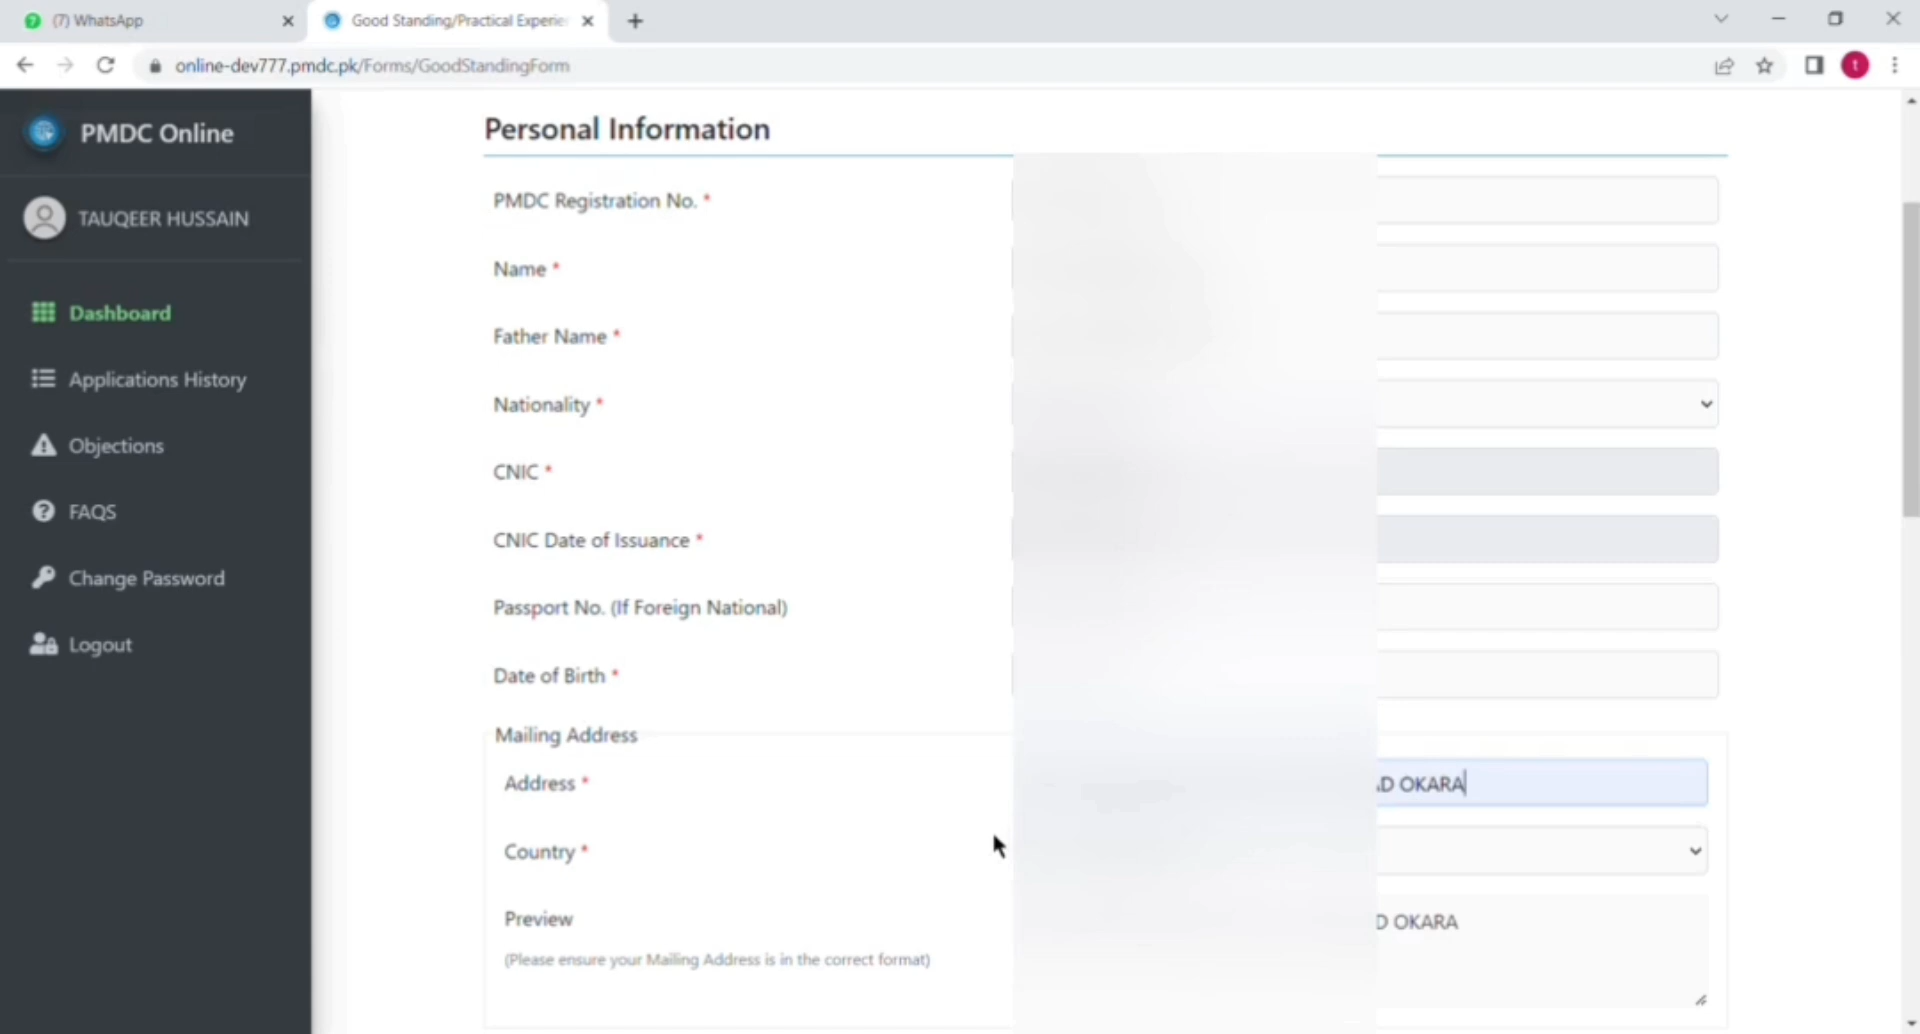 (7) WhatsApp
Good Standing/Practical Experie
online-dev777.pmdc.pk/Forms/GoodStandingForm
t
PMDC Online
TAUQEER HUSSAIN
Dashboard
Applications History
Objections
FAQS
Change Password
Logout
Personal Information
PMDC Registration No. *
Name *
Father Name *
Nationality *
CNIC *
CNIC Date of Issuance *
Passport No. (If Foreign National)
Date of Birth *
Mailing Address
Address *
OKARA
Country *
Preview
OKARA
(Please ensure your Mailing Address is in the correct format)